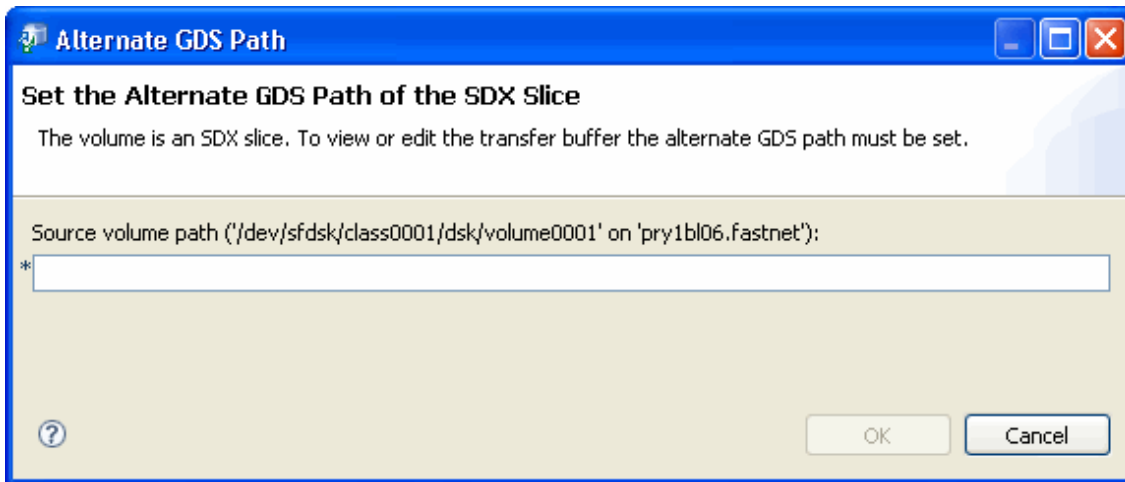 Alternate GDS Path
Set the Alternate GDS Path of the SDX Slice
The volume is an SDX slice. To view or edit the transfer buffer the alternate GDS path must be set.
Source volume path ('/dev/sfdsk/class0001/dsk/volume0001' on 'pry1bl06.fastnet'):
*
? OK Cancel